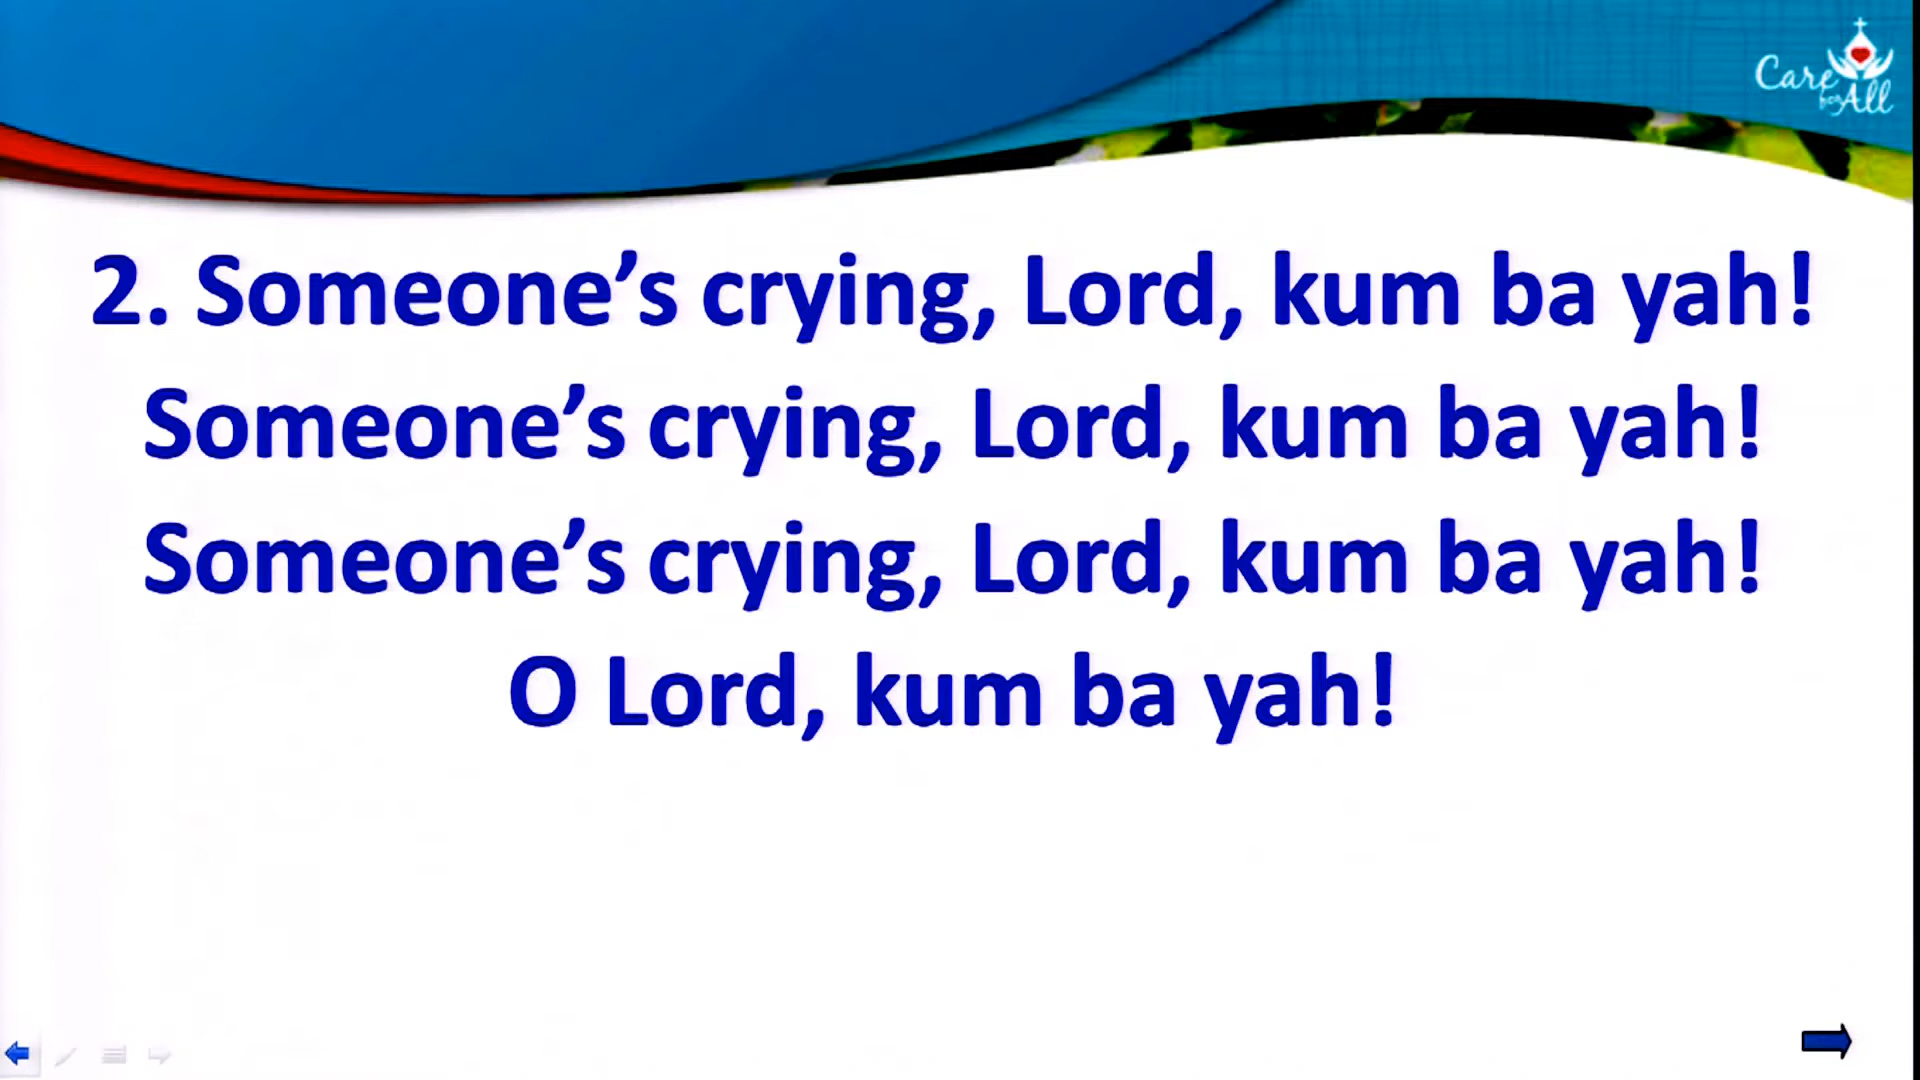 Care
for All
2. Someone’s crying, Lord, kum ba yah!
Someone’s crying, Lord, kum ba yah!
Someone’s crying, Lord, kum ba yah!
O Lord, kum ba yah!